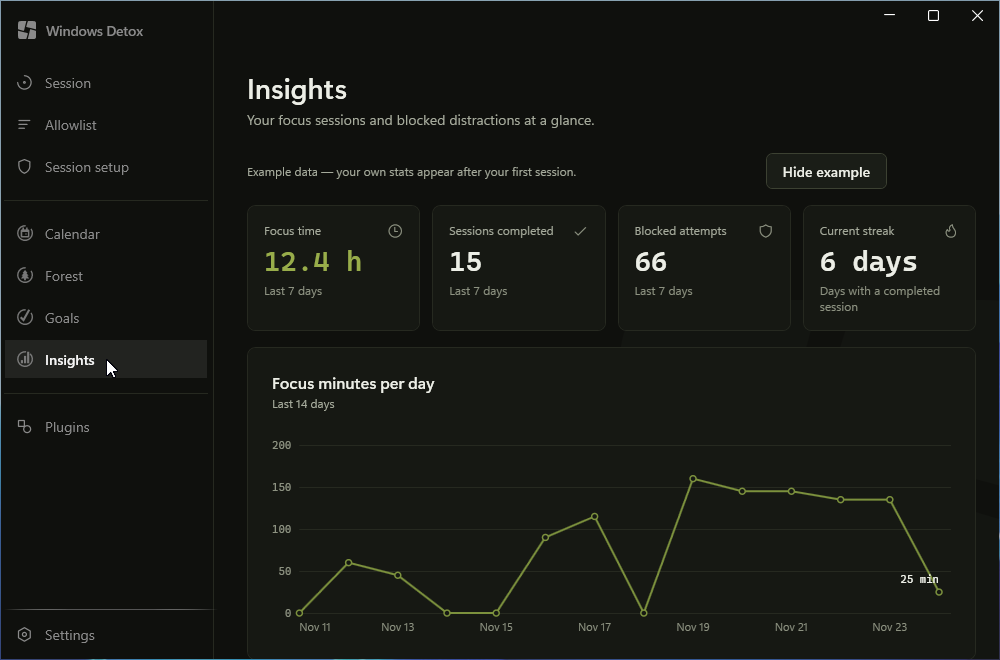 Windows Detox
Session
Allowlist
Session setup
Calendar
Forest
Goals
Insights
Plugins
Settings
Insights
Your focus sessions and blocked distractions at a glance.
Example data — your own stats appear after your first session.
Hide example
Focus time
12.4 h
Last 7 days
Sessions completed
15
Last 7 days
Blocked attempts
66
Last 7 days
Current streak
6 days
Days with a completed
session
Focus minutes per day
Last 14 days
200
150
100
50
0
25 min
Nov 11 Nov 13 Nov 15 Nov 17 Nov 19 Nov 21 Nov 23